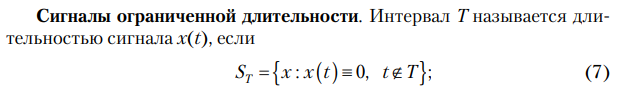 Сигналы ограниченной длительности. Интервал T называется дли-
тельностью сигнала x(t), если
S_T = {x : x(t) ≡ 0, t ∉ T}; (7)